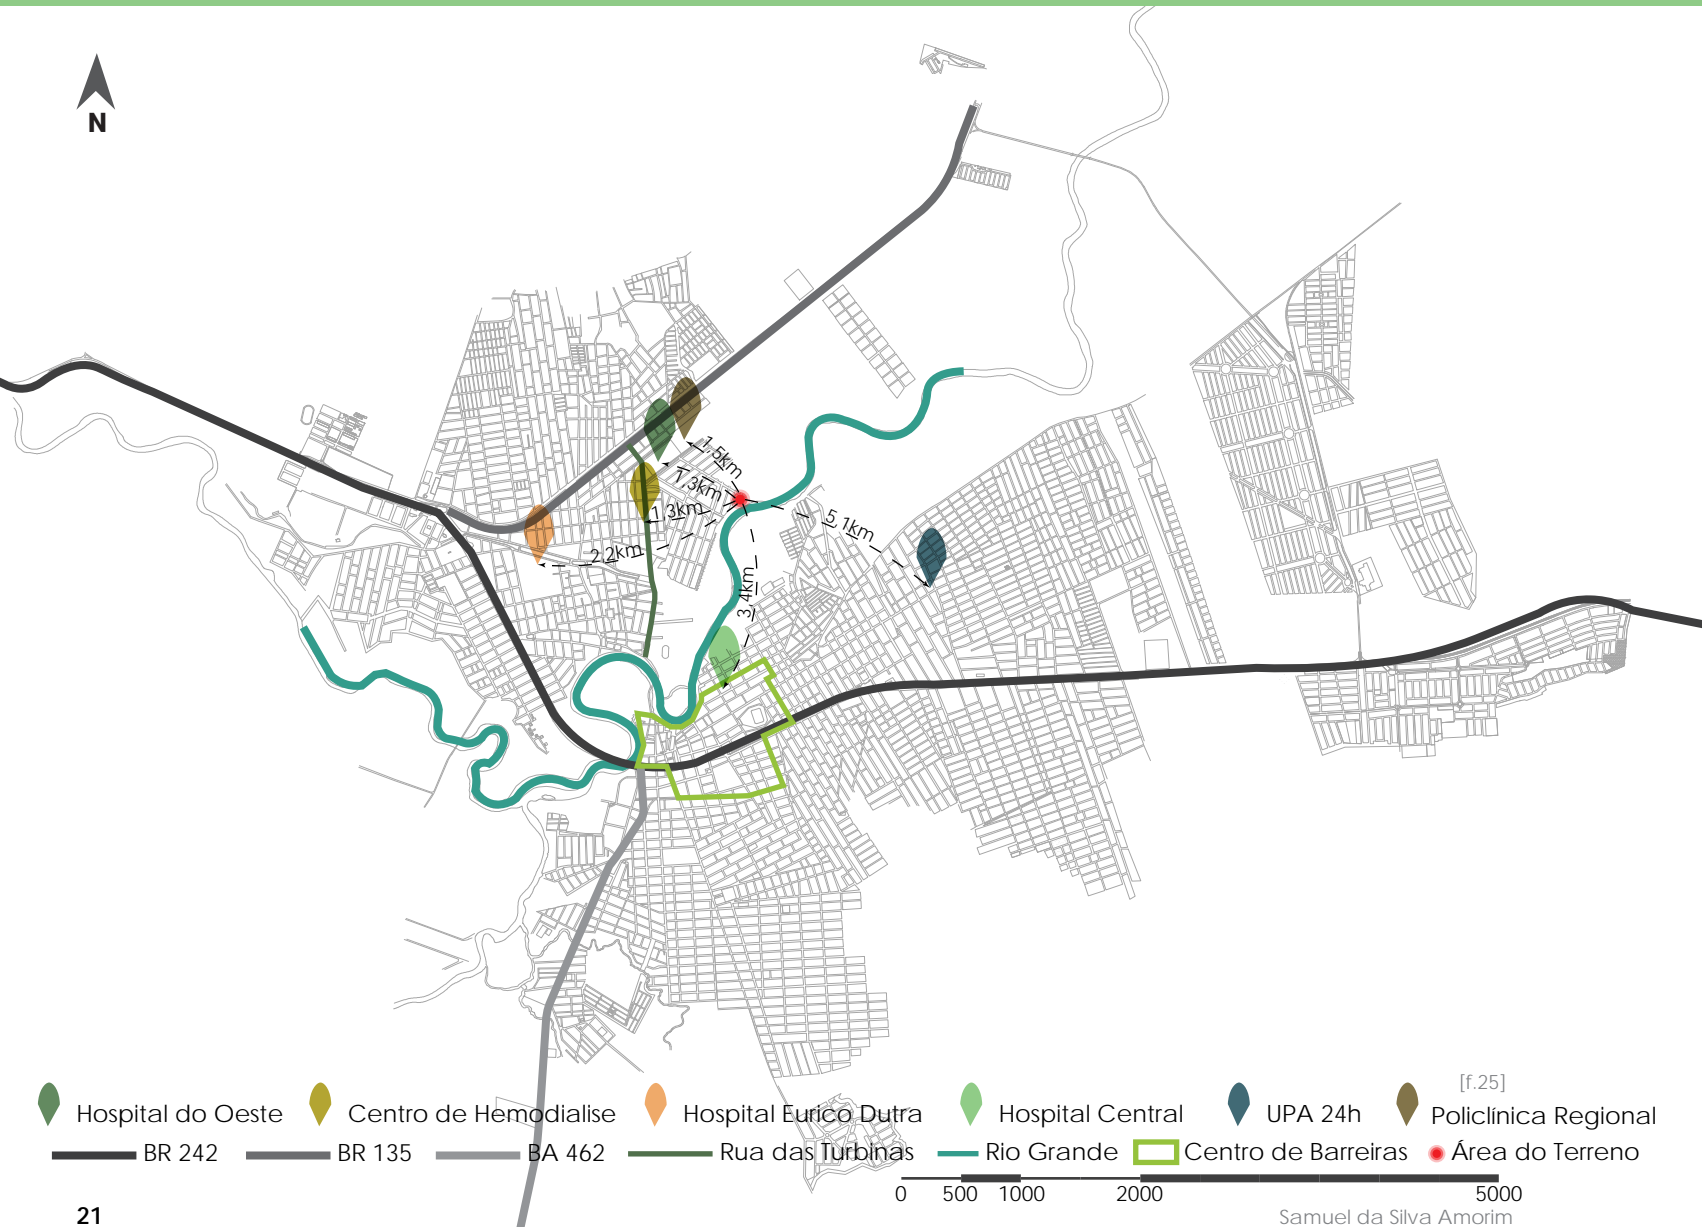 N
1,5km
1,3km
1,3km
2,2km
5,1km
3,4km
[f.25]
Hospital do Oeste
Centro de Hemodialise
Hospital Eurico Dutra
Hospital Central
UPA 24h
Policlínica Regional
BR 242
BR 135
BA 462
Rua das Turbinas
Rio Grande
Centro de Barreiras
Área do Terreno
0 500 1000 2000 5000
21
Samuel da Silva Amorim